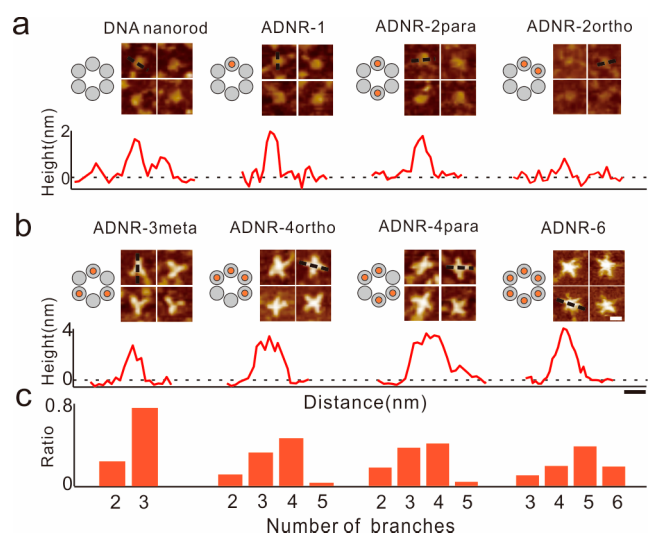 a
DNA nanorod ADNR-1 ADNR-2para ADNR-2ortho
Height(nm)
2
0
b
ADNR-3meta ADNR-4ortho ADNR-4para ADNR-6
Height(nm)
4
0
Distance(nm)
c
Ratio
0.8
0
2 3 2 3 4 5 2 3 4 5 3 4 5 6
Number of branches